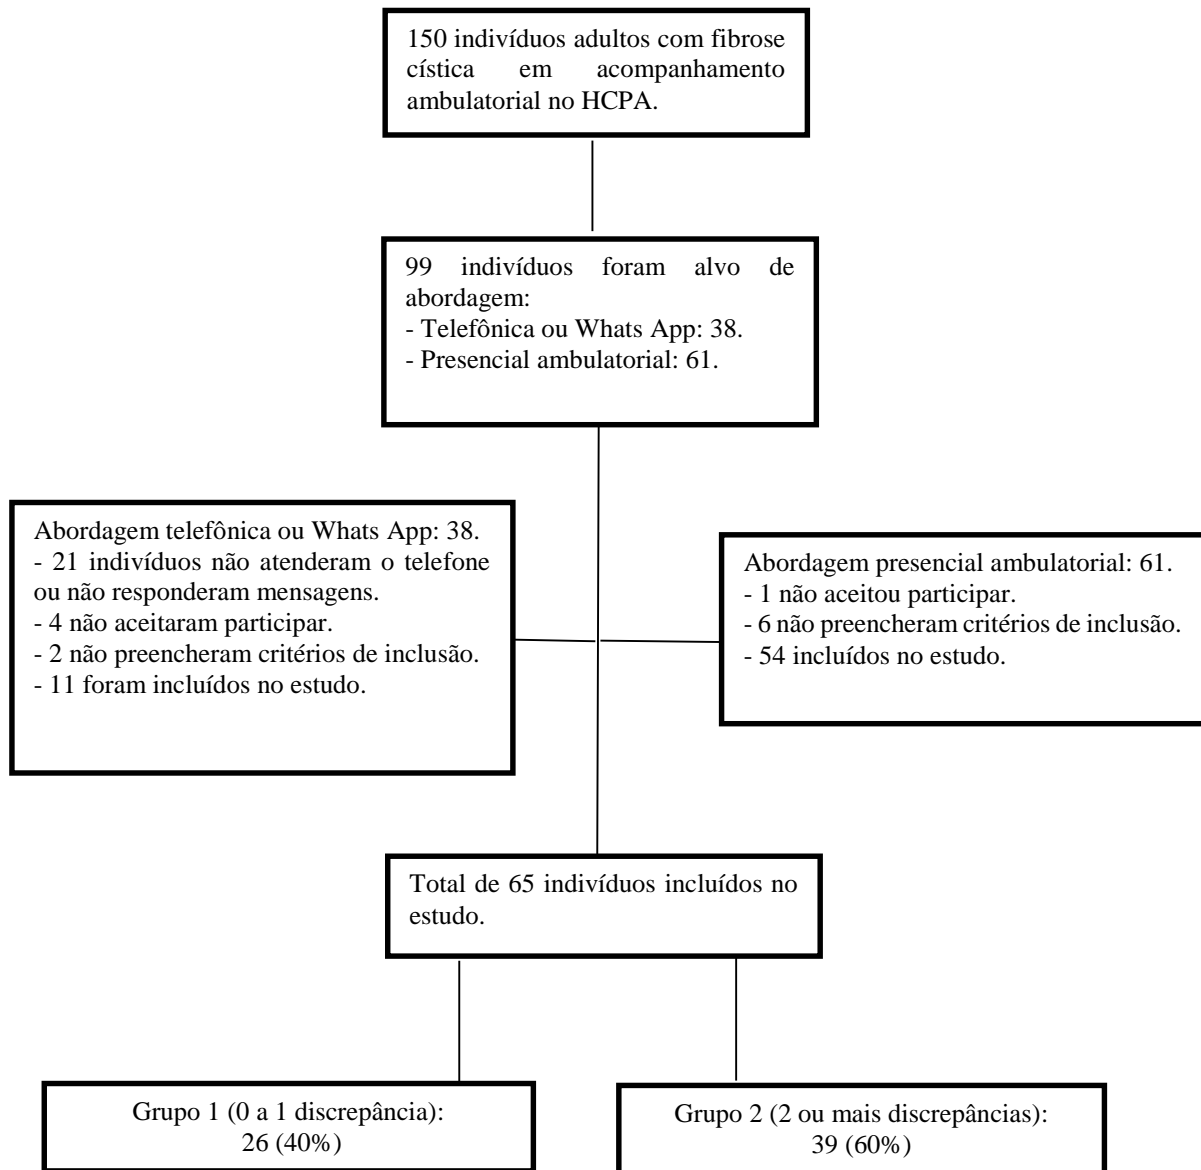 150 indivíduos adultos com fibrose
cística em acompanhamento
ambulatorial no HCPA.
99 indivíduos foram alvo de
abordagem:
- Telefônica ou Whats App: 38.
- Presencial ambulatorial: 61.
Abordagem telefônica ou Whats App: 38.
- 21 indivíduos não atenderam o telefone
ou não responderam mensagens.
- 4 não aceitaram participar.
- 2 não preencheram critérios de inclusão.
- 11 foram incluídos no estudo.
Abordagem presencial ambulatorial: 61.
- 1 não aceitou participar.
- 6 não preencheram critérios de inclusão.
- 54 incluídos no estudo.
Total de 65 indivíduos incluídos no
estudo.
Grupo 1 (0 a 1 discrepância):
26 (40%)
Grupo 2 (2 ou mais discrepâncias):
39 (60%)